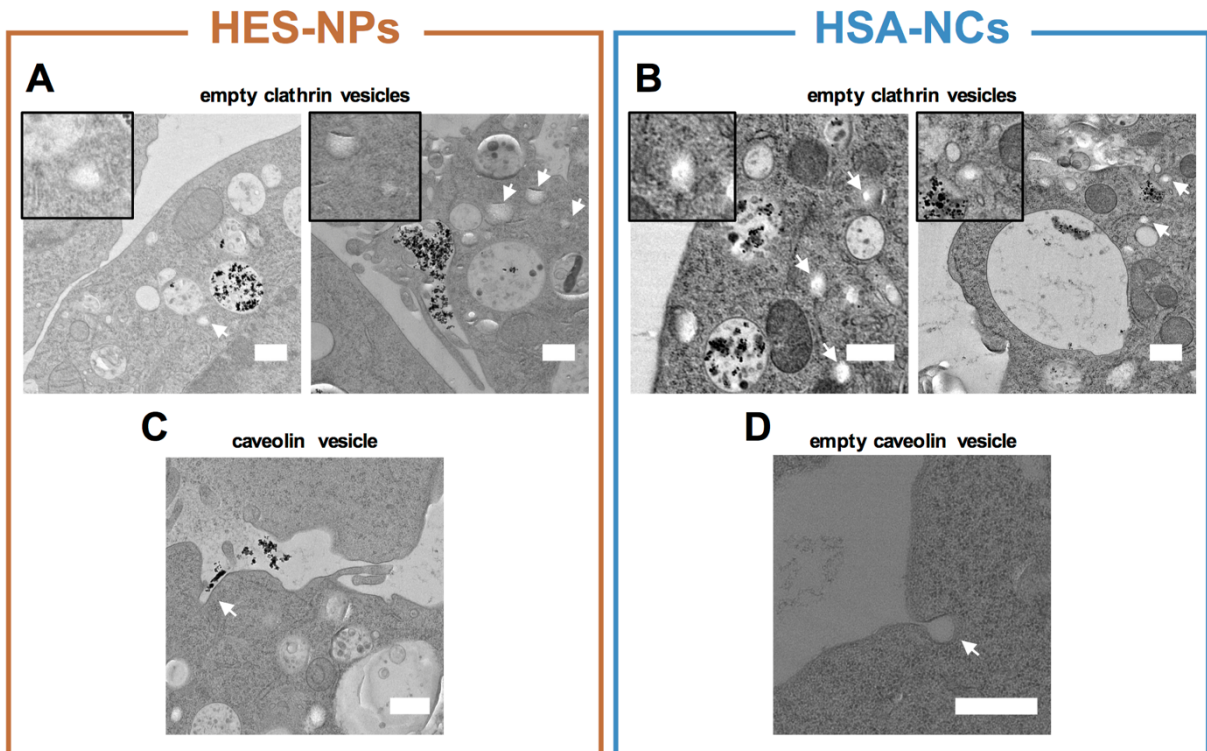 HES-NPs
HSA-NCs
A
empty clathrin vesicles
B
empty clathrin vesicles
C
caveolin vesicle
D
empty caveolin vesicle